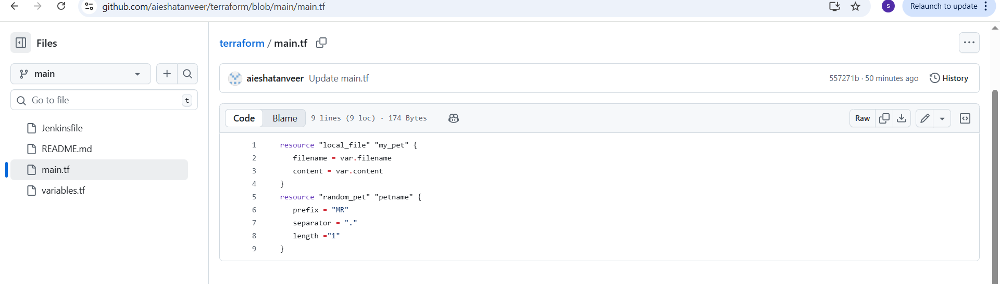 github.com/aieshatanveer/terraform/blob/main/main.tf
S
Relaunch to update
Files
terraform / main.tf
main
aieshatanveer Update main.tf
557271b · 50 minutes ago
History
Go to file
t
Code
Blame
9 lines (9 loc) · 174 Bytes
Raw
Jenkinsfile
README.md
main.tf
variables.tf
1 resource "local_file" "my_pet" {
2 filename = var.filename
3 content = var.content
4 }
5 resource "random_pet" "petname" {
6 prefix = "MR"
7 separator = "."
8 length ="1"
9 }